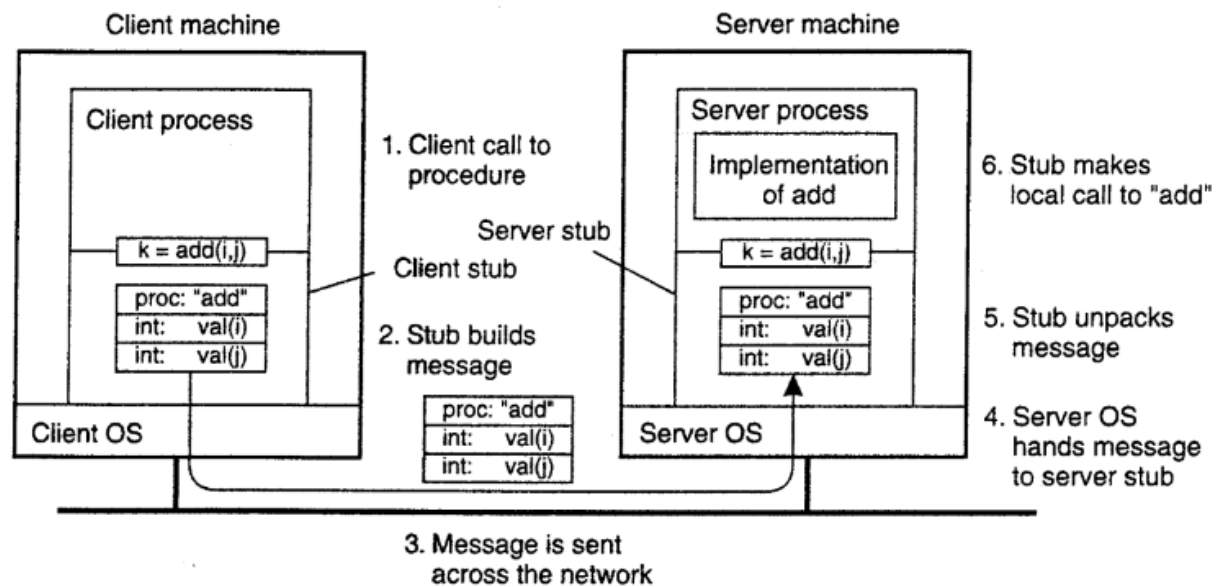 Client machine
Server machine
Client process
1. Client call to
procedure
Server process
Implementation
of add
6. Stub makes
local call to "add"
Server stub
k = add(i,j)
k = add(i,j)
Client stub
proc: "add"
int: val(i)
int: val(j)
2. Stub builds
message
proc: "add"
int: val(i)
int: val(j)
5. Stub unpacks
message
proc: "add"
int: val(i)
int: val(j)
Client OS
Server OS
4. Server OS
hands message
to server stub
3. Message is sent
across the network